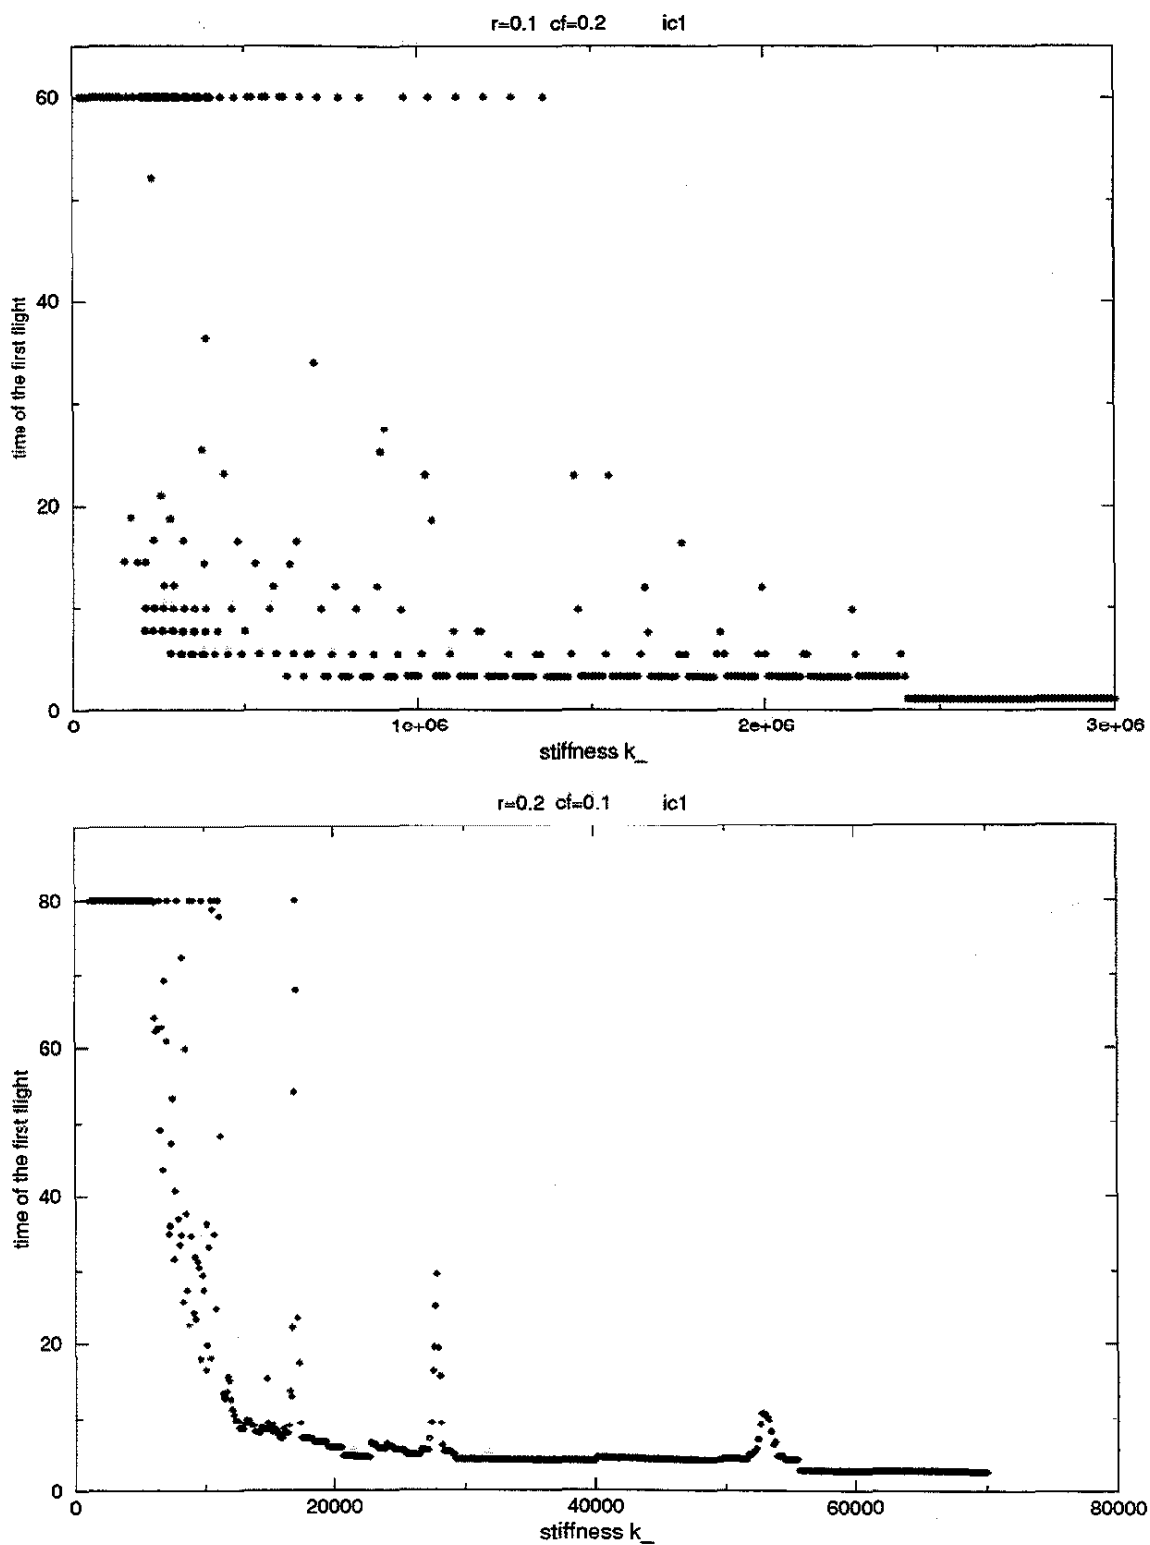 r=0.1 cf=0.2 ic1
time of the first flight
60
40
20
0
0 1e+06 2e+06 3e+06
stiffness k_
r=0.2 cf=0.1 ic1
time of the first flight
80
60
40
20
0
0 20000 40000 60000 80000
stiffness k_